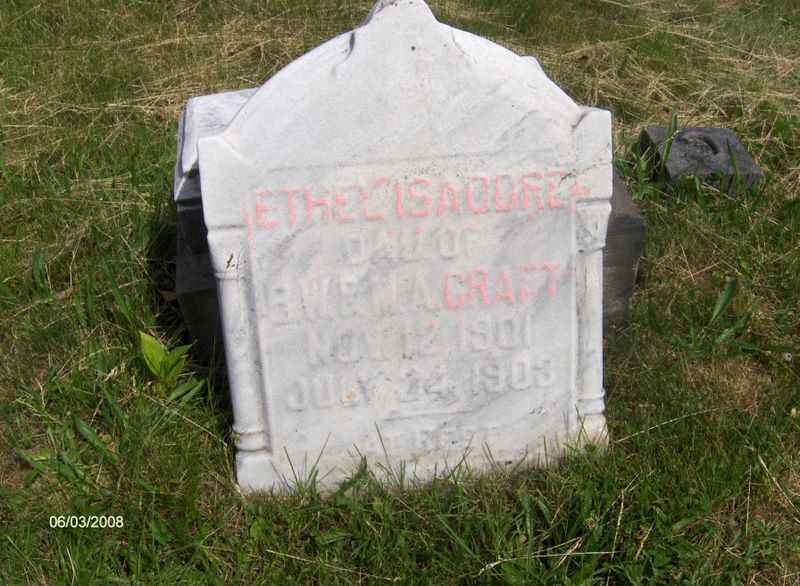 ETHEL ISADORE
DAU OF
CRAFT
NOV. 12, 1901
JULY 24, 1903
06/03/2008